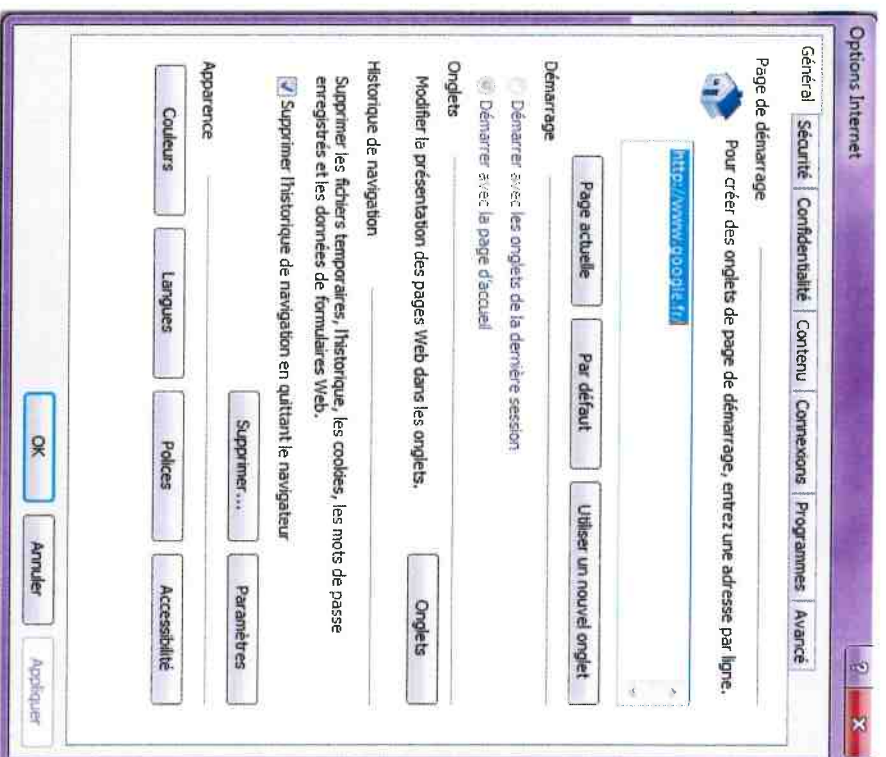 Options Internet
Général Sécurité Confidentialité Contenu Connexions Programmes Avancé
Page de démarrage
Pour créer des onglets de page de démarrage, entrez une adresse par ligne.
http://www.google.fr/
Page actuelle Par défaut Utiliser un nouvel onglet
Démarrage
Démarrer avec les onglets de la dernière session
Démarrer avec la page d'accueil
Onglets
Modifier la présentation des pages Web dans les onglets. Onglets
Historique de navigation
Supprimer les fichiers temporaires, l'historique, les cookies, les mots de passe
enregistrés et les données de formulaires Web.
Supprimer l'historique de navigation en quittant le navigateur
Supprimer... Paramètres
Apparence
Couleurs Langues Polices Accessibilité
OK Annuler Appliquer